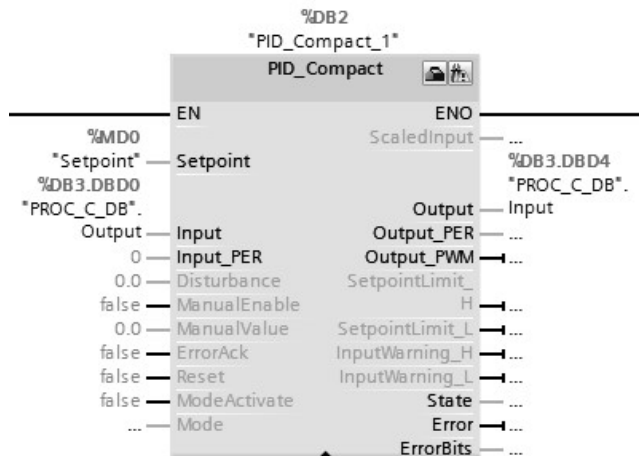 %DB2
"PID_Compact_1"
PID_Compact
EN ENO
%MD0 ScaledInput ...
"Setpoint" Setpoint %DB3.DBD4
%DB3.DBD0 "PROC_C_DB".
"PROC_C_DB". Output Input
Output Input Output_PER ...
0 Input_PER Output_PWM ...
0.0 Disturbance SetpointLimit_
false ManualEnable H ...
0.0 ManualValue SetpointLimit_L ...
false ErrorAck InputWarning_H ...
false Reset InputWarning_L ...
false ModeActivate State ...
... Mode Error ...
ErrorBits ...